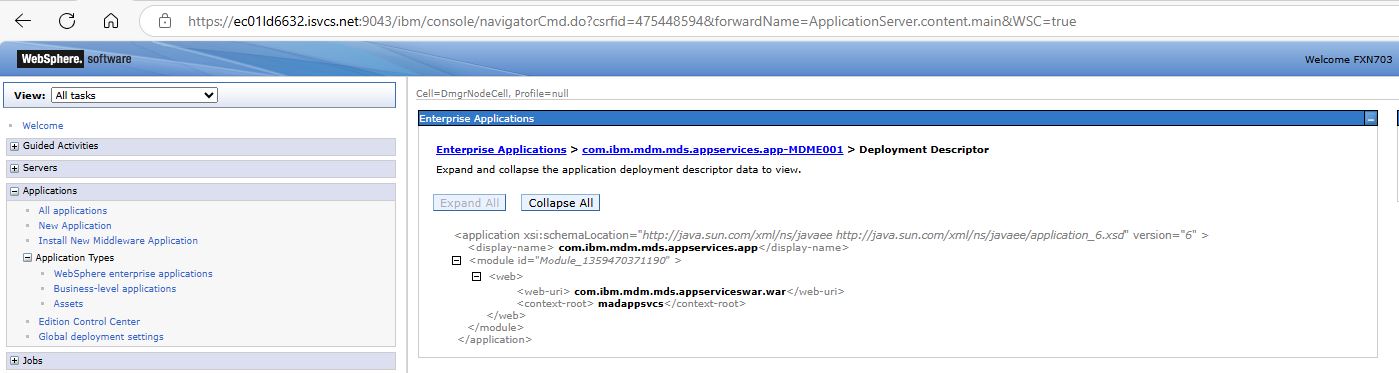 https://ec01ld6632.isvcs.net:9043/ibm/console/navigatorCmd.do?csrfid=475448594&forwardName=ApplicationServer.content.main&WSC=true
WebSphere. software
Welcome FXN703
View: All tasks
Welcome
Guided Activities
Servers
Applications
All applications
New Application
Install New Middleware Application
Application Types
WebSphere enterprise applications
Business-level applications
Assets
Edition Control Center
Global deployment settings
Jobs
Cell=DmgrNodeCell, Profile=null
Enterprise Applications
Enterprise Applications > com.ibm.mdm.mds.appservices.app-MDME001 > Deployment Descriptor
Expand and collapse the application deployment descriptor data to view.
Expand All Collapse All
<application xsi:schemaLocation="http://java.sun.com/xml/ns/javaee http://java.sun.com/xml/ns/javaee/application_6.xsd" version="6" >
<display-name> com.ibm.mdm.mds.appservices.app</display-name>
<module id="Module_1359470371190" >
<web>
<web-uri> com.ibm.mdm.mds.appserviceswar.war</web-uri>
<context-root> madappsvcs</context-root>
</web>
</module>
</application>